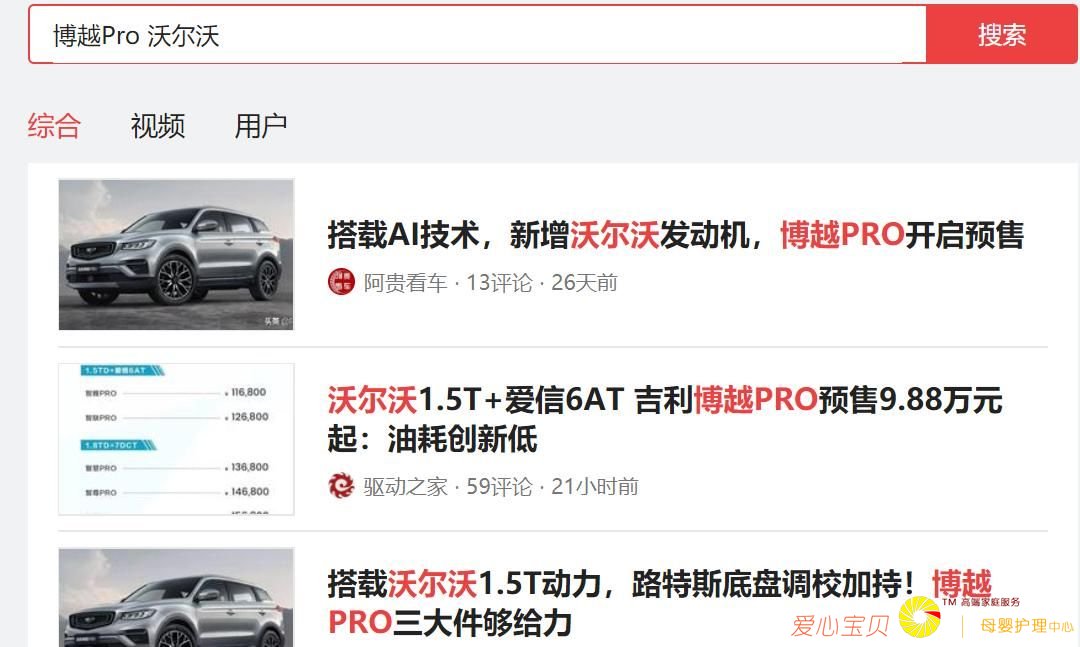 博越Pro 沃尔沃
搜索
综合
视频
用户
搭载AI技术，新增沃尔沃发动机，博越PRO开启预售
阿贵看车 · 13评论 · 26天前
1.5TD+爱信6AT
智雅PRO ¥116,800
智联PRO ¥126,800
1.8TD+7DCT
智慧PRO ¥136,800
智尊PRO ¥146,800
沃尔沃1.5T+爱信6AT 吉利博越PRO预售9.88万元
起：油耗创新低
驱动之家 · 59评论 · 21小时前
搭载沃尔沃1.5T动力，路特斯底盘调校加持！博越
PRO三大件够给力
爱心宝贝
TM 高端家庭服务
母婴护理中心